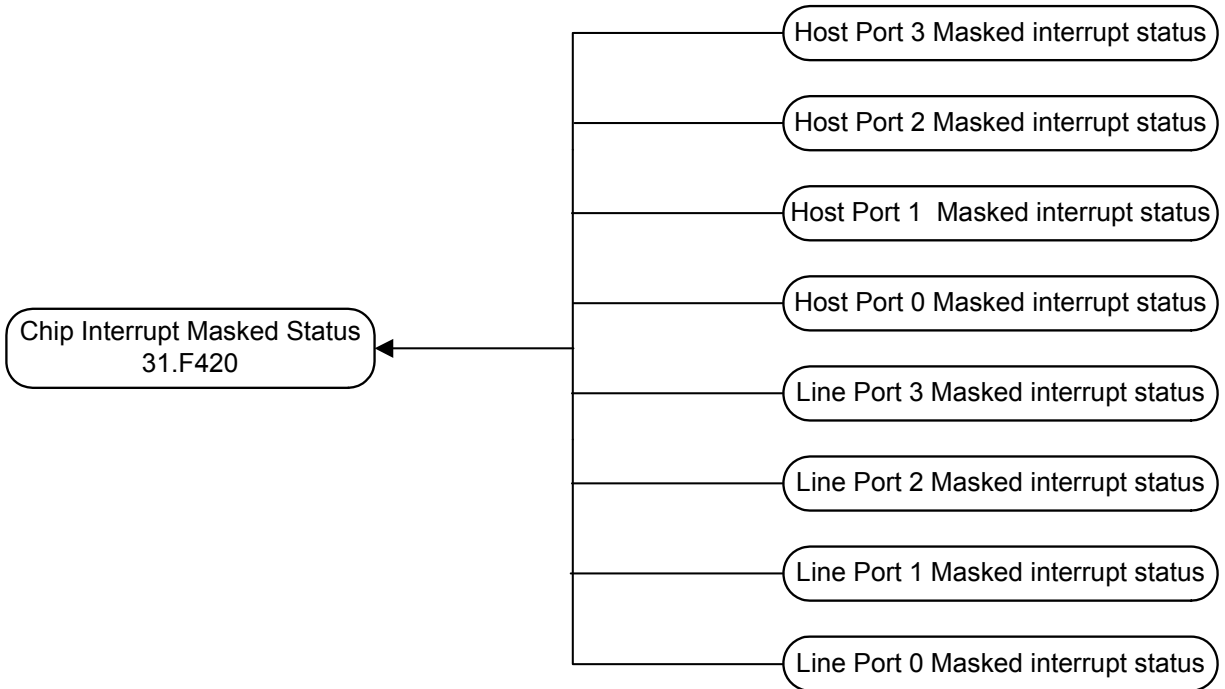 Host Port 3 Masked interrupt status
Host Port 2 Masked interrupt status
Host Port 1  Masked interrupt status
Host Port 0 Masked interrupt status
Chip Interrupt Masked Status
31.F420
Line Port 3 Masked interrupt status
Line Port 2 Masked interrupt status
Line Port 1 Masked interrupt status
Line Port 0 Masked interrupt status